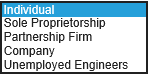 Individual
Sole Proprietorship
Partnership Firm
Company
Unemployed Engineers